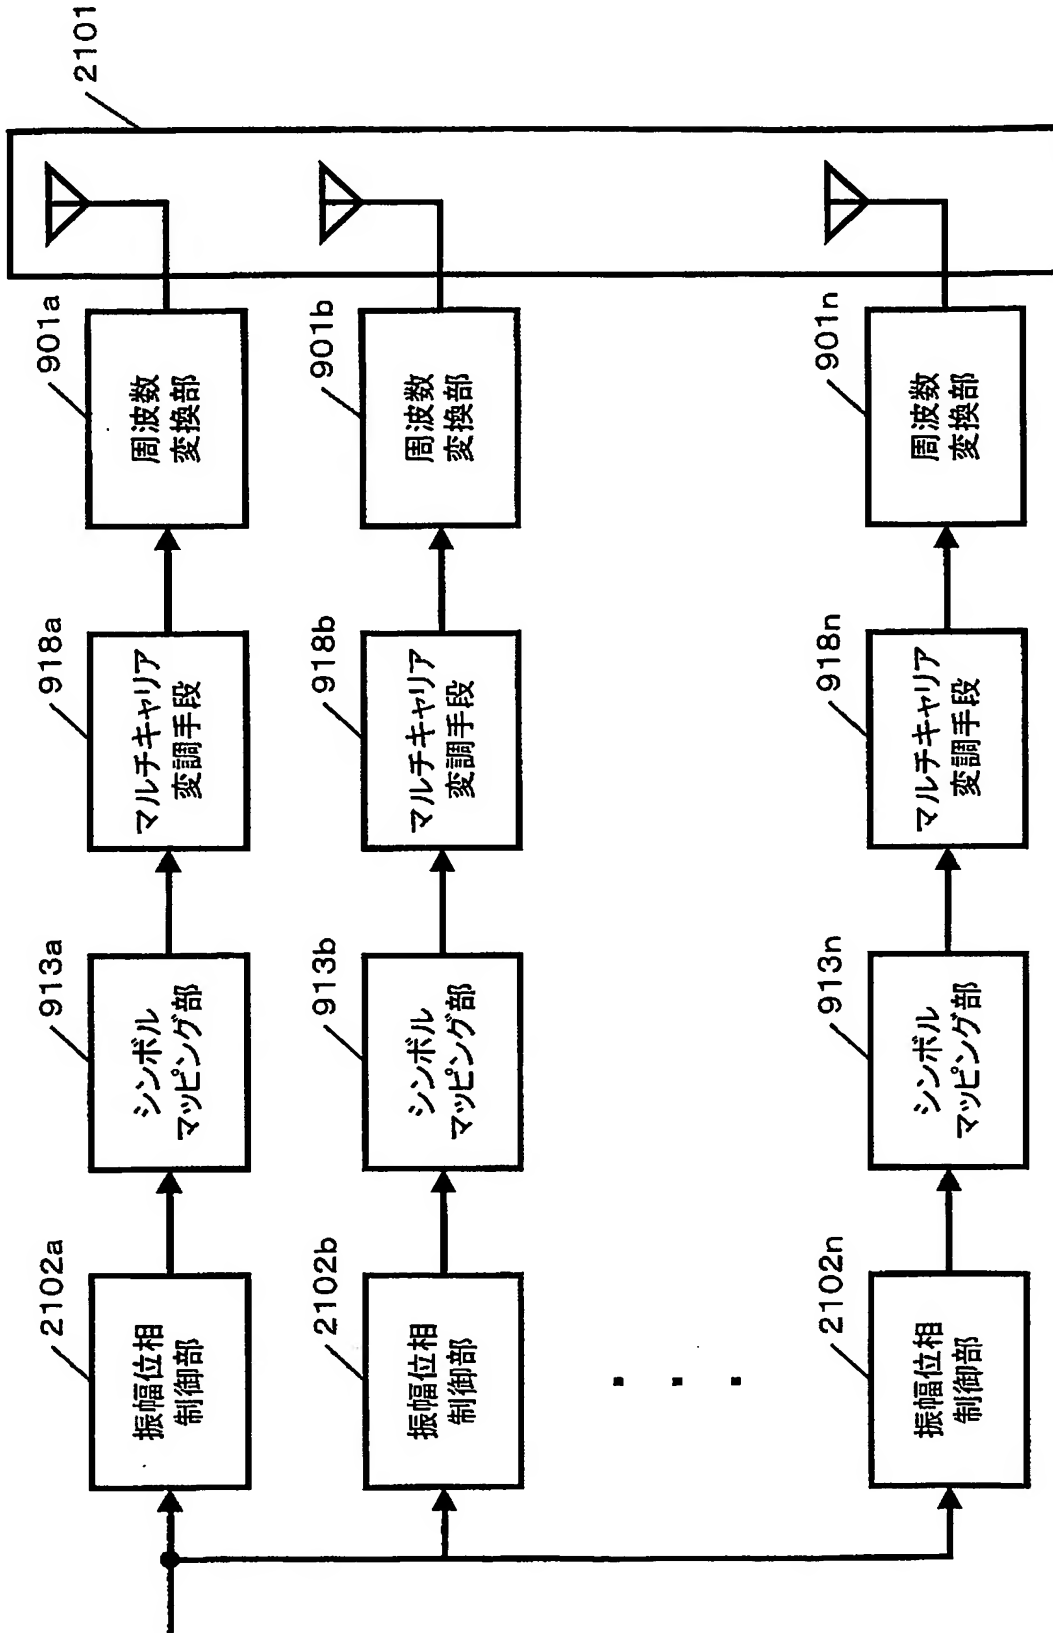 2101
901a
周波数
変換部
918a
マルチキャリア
変調手段
913a
シンボル
マッピング部
2102a
振幅位相
制御部
901b
周波数
変換部
918b
マルチキャリア
変調手段
913b
シンボル
マッピング部
2102b
振幅位相
制御部
901n
周波数
変換部
918n
マルチキャリア
変調手段
913n
シンボル
マッピング部
2102n
振幅位相
制御部